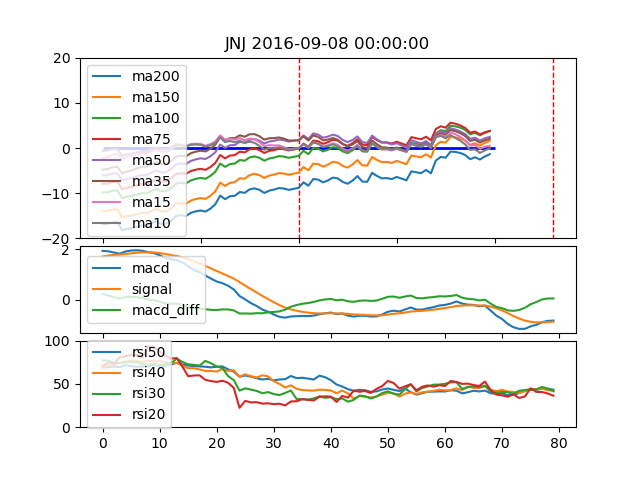 JNJ 2016-09-08 00:00:00
20
10
0
−10
−20
ma200
ma150
ma100
ma75
ma50
ma35
ma15
ma10
2
0
macd
signal
macd_diff
100
50
0
rsi50
rsi40
rsi30
rsi20
0 10 20 30 40 50 60 70 80